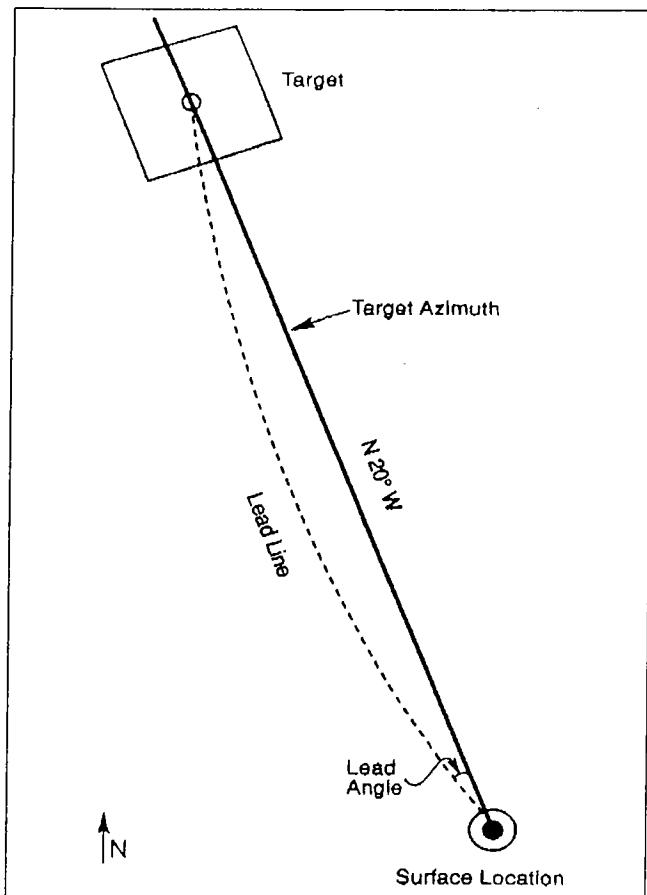 Target
Target Azimuth
N 20° W
Lead Line
Lead
Angle
N
Surface Location